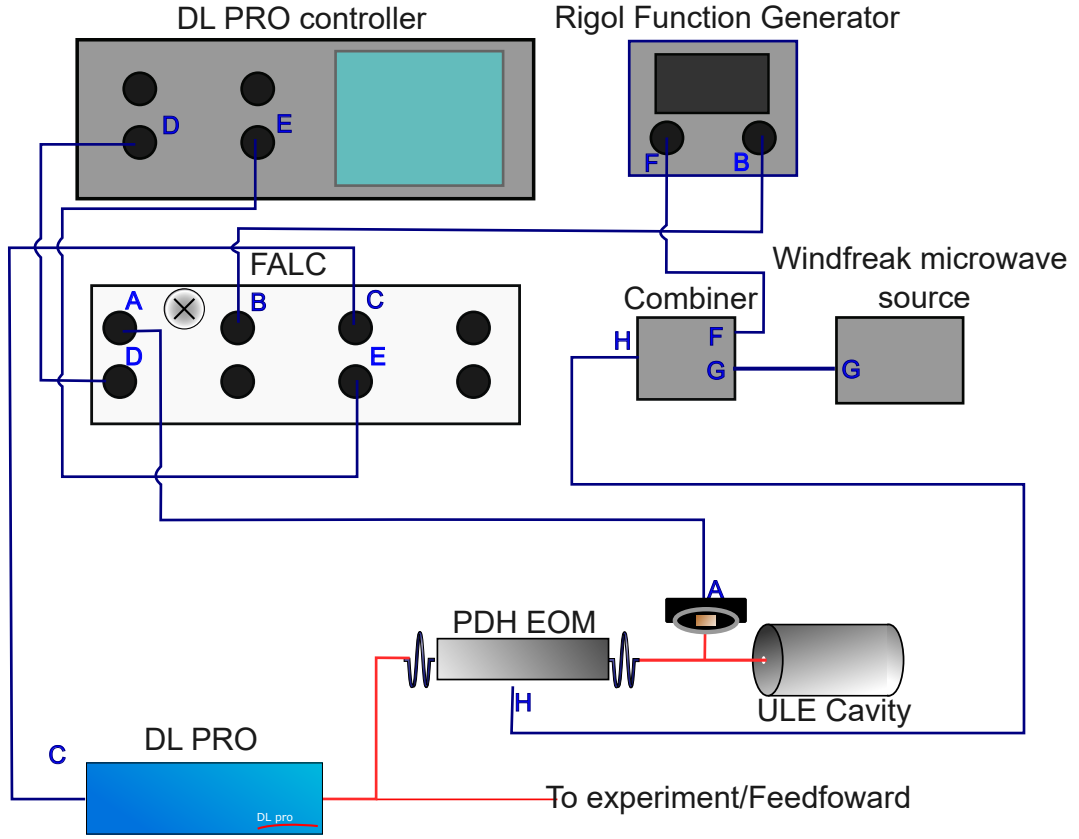 DL PRO controller
Rigol Function Generator
D
E
F
B
FALC
Windfreak microwave
source
Combiner
A
B
C
D
E
H
F
G
G
A
PDH EOM
H
ULE Cavity
DL PRO
C
DL pro
To experiment/Feedfoward